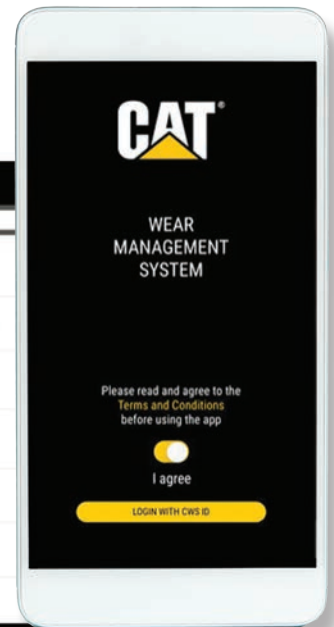 CAT®
WEAR
MANAGEMENT
SYSTEM
Please read and agree to the
Terms and Conditions
before using the app
I agree
LOGIN WITH CWS ID